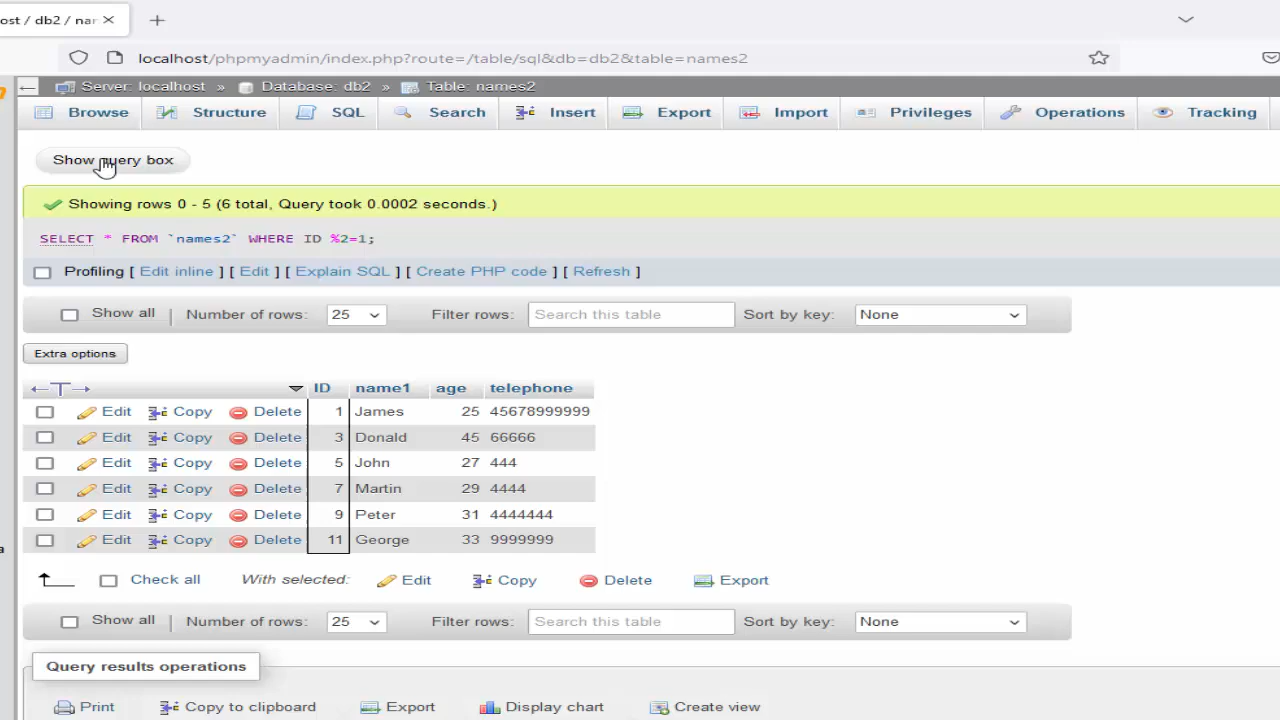 ost / db2 / nar
localhost/phpmyadmin/index.php?route=/table/sql&db=db2&table=names2
Server: localhost » Database: db2 » Table: names2
Browse Structure SQL Search Insert Export Import Privileges Operations Tracking
Show query box
Showing rows 0 - 5 (6 total, Query took 0.0002 seconds.)
SELECT * FROM `names2` WHERE ID %2=1;
Profiling [ Edit inline ] [ Edit ] [ Explain SQL ] [ Create PHP code ] [ Refresh ]
Show all | Number of rows: 25 Filter rows: Search this table Sort by key: None
Extra options
ID name1 age telephone
Edit Copy Delete 1 James 25 45678999999
Edit Copy Delete 3 Donald 45 66666
Edit Copy Delete 5 John 27 444
Edit Copy Delete 7 Martin 29 4444
Edit Copy Delete 9 Peter 31 4444444
Edit Copy Delete 11 George 33 9999999
a
Check all With selected: Edit Copy Delete Export
Show all | Number of rows: 25 Filter rows: Search this table Sort by key: None
Query results operations
Print Copy to clipboard Export Display chart Create view